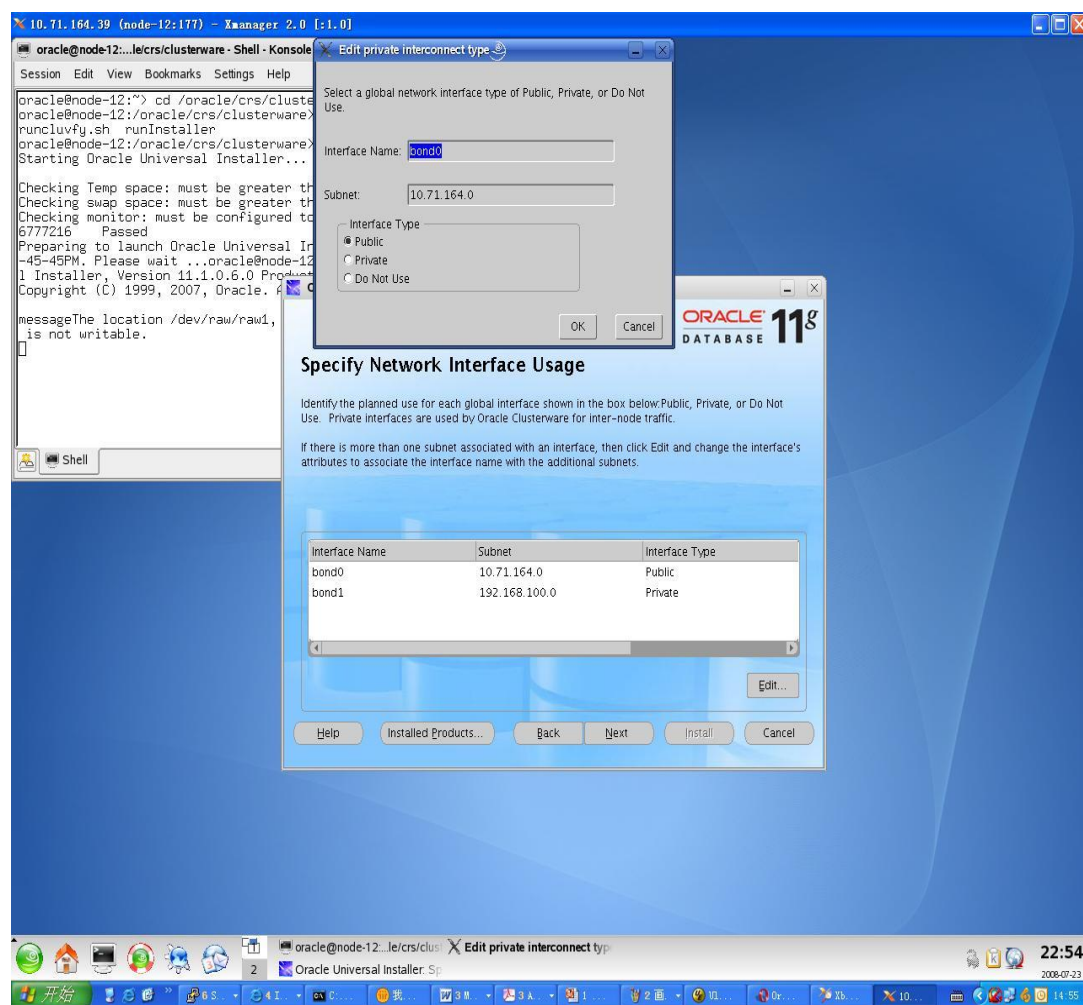 10.71.164.39 (node-12:177) - Xmanager 2.0 [:1.0]
oracle@node-12:...le/crs/clusterware - Shell - Konsole
Session Edit View Bookmarks Settings Help
oracle@node-12:~> cd /oracle/crs/cluste
oracle@node-12:/oracle/crs/clusterware>
runcluvfy.sh runInstaller
oracle@node-12:/oracle/crs/clusterware>
Starting Oracle Universal Installer...
Checking Temp space: must be greater th
Checking swap space: must be greater th
Checking monitor: must be configured to
6777216 Passed
Preparing to launch Oracle Universal In
-45-45PM. Please wait ...oracle@node-12
l Installer, Version 11.1.0.6.0 Product
Copyright (C) 1999, 2007, Oracle. A
messageThe location /dev/raw/raw1,
is not writable.
Shell
Edit private interconnect type
Select a global network interface type of Public, Private, or Do Not
Use.
Interface Name: bond0
Subnet: 10.71.164.0
Interface Type
Public
Private
Do Not Use
OK Cancel
ORACLE 11g
DATABASE
Specify Network Interface Usage
Identify the planned use for each global interface shown in the box below:Public, Private, or Do Not
Use. Private interfaces are used by Oracle Clusterware for inter-node traffic.
If there is more than one subnet associated with an interface, then click Edit and change the interface's
attributes to associate the interface name with the additional subnets.
Interface Name Subnet Interface Type
bond0 10.71.164.0 Public
bond1 192.168.100.0 Private
Edit...
Help Installed Products... Back Next Install Cancel
2
oracle@node-12:...le/crs/clus Edit private interconnect typ
Oracle Universal Installer: Sp
22:54
2008-07-23
开始 6 S... 4 I... C:... 我... 3 M... 3 A... 1 ... 2 画... Or... Xb... 10... 14:55